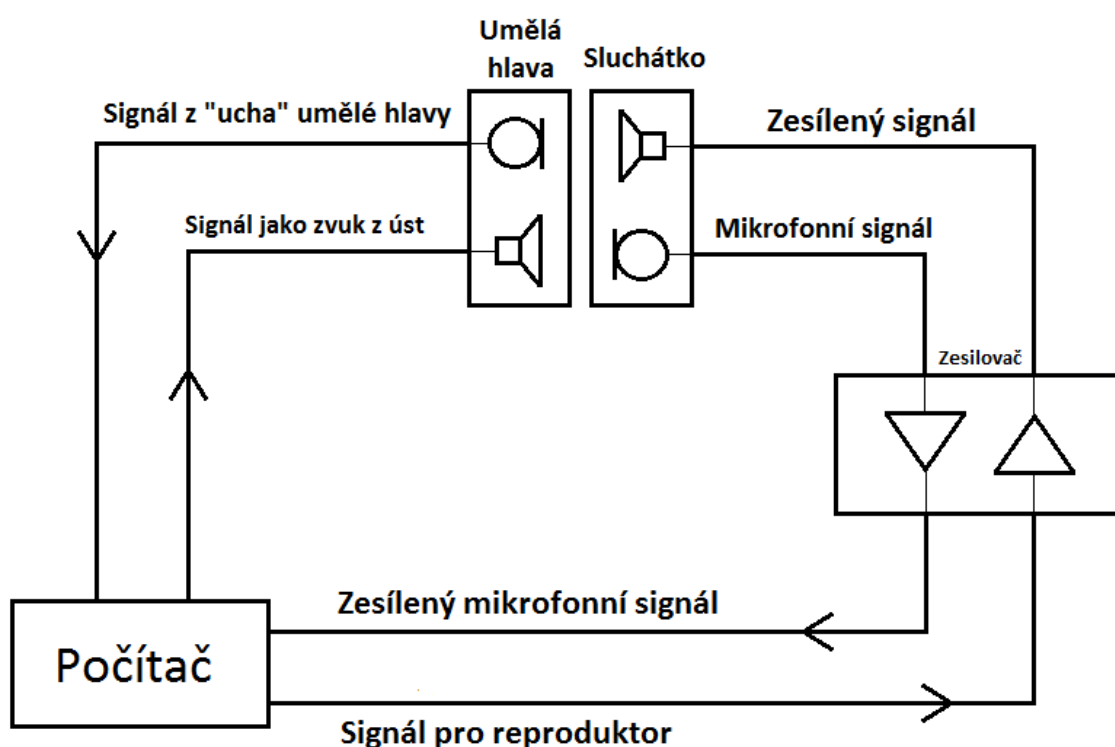 Umělá
hlava
Sluchátko
Signál z "ucha" umělé hlavy
Zesílený signál
Signál jako zvuk z úst
Mikrofonní signál
Zesilovač
Zesílený mikrofonní signál
Počítač
Signál pro reproduktor